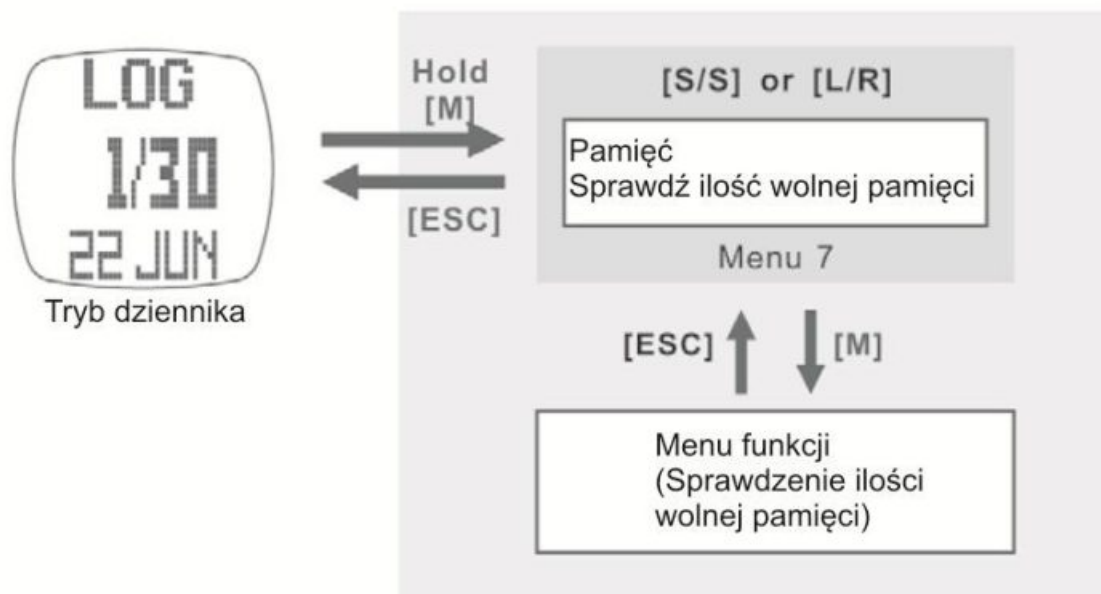 LOG
1/30
22 JUN
Tryb dziennika
Hold
[M]
[ESC]
[S/S] or [L/R]
Pamięć
Sprawdź ilość wolnej pamięci
Menu 7
[ESC]
[M]
Menu funkcji
(Sprawdzenie ilości
wolnej pamięci)